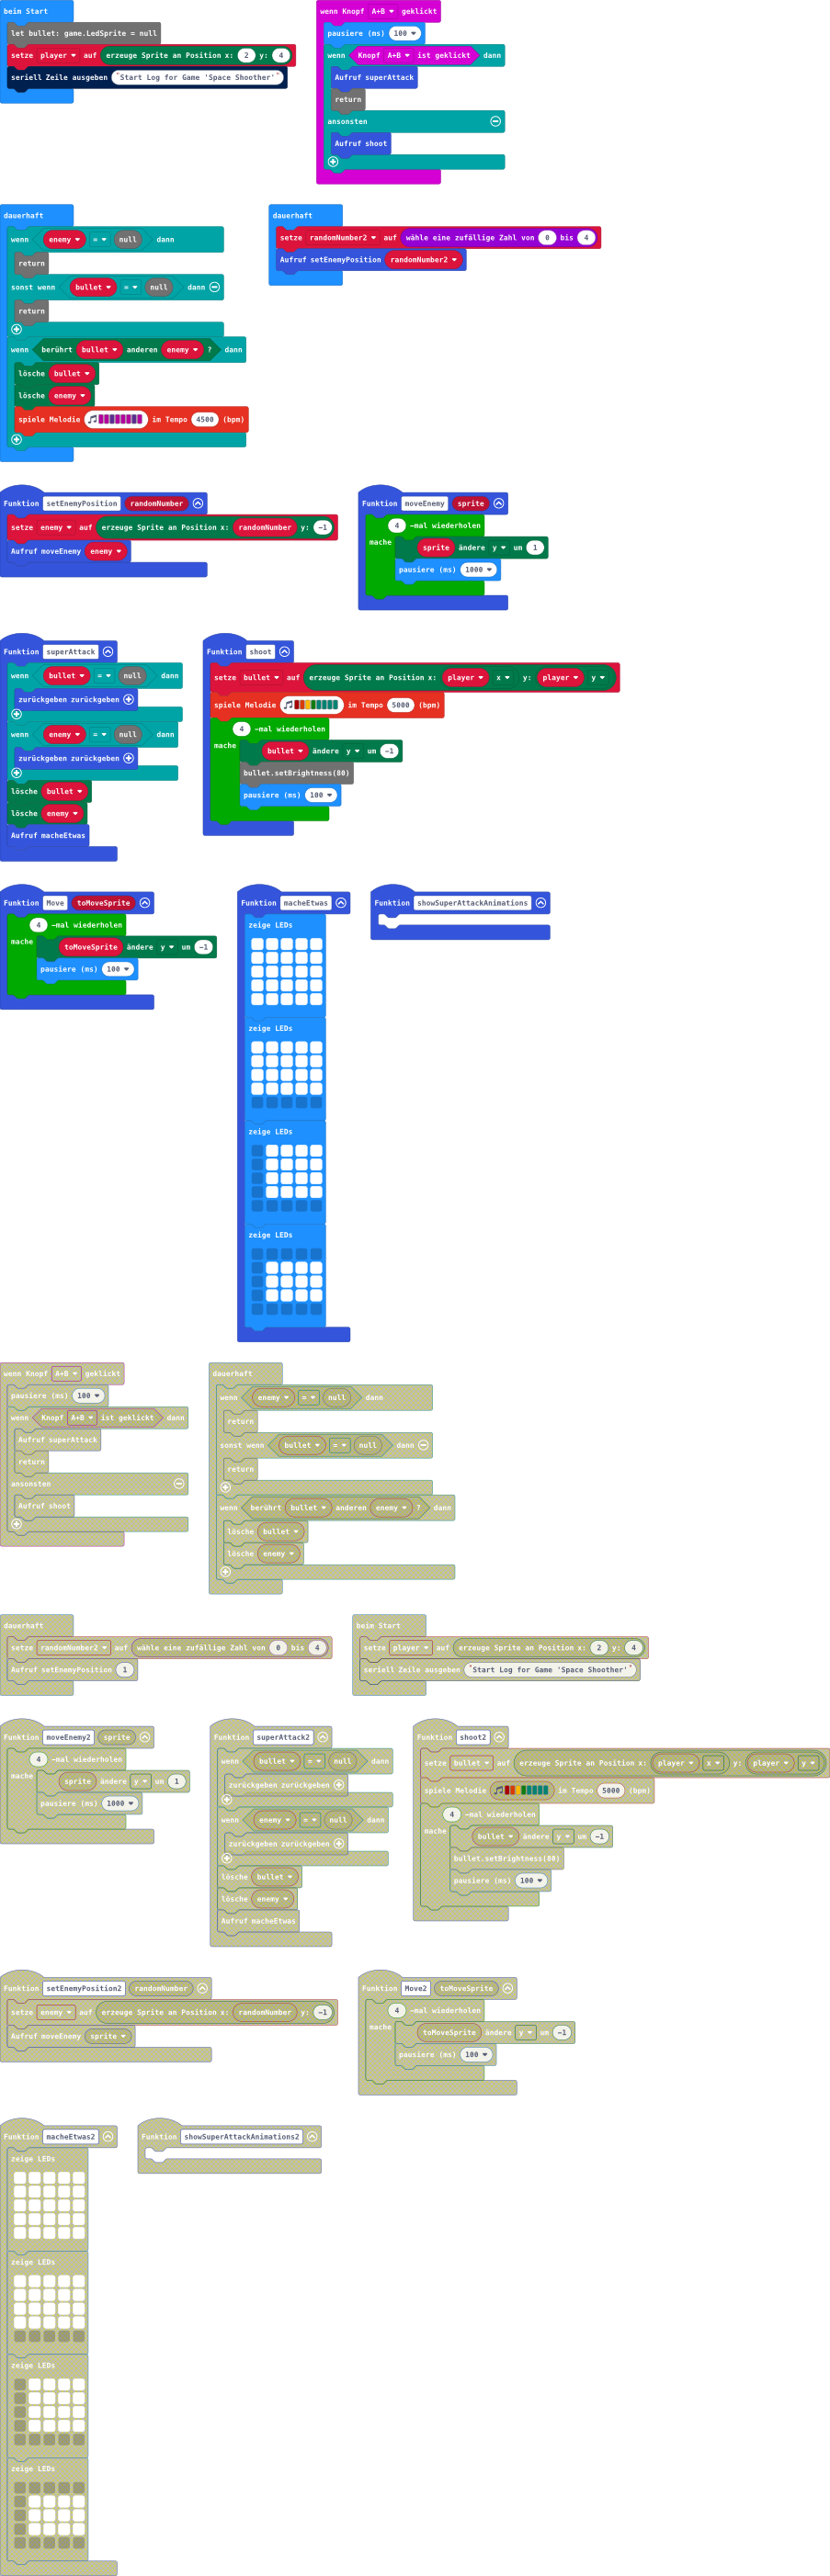 beim Start
let bullet: game.LedSprite = null
setze player auf erzeuge Sprite an Position x: 2 y: 4
seriell Zeile ausgeben "Start Log for Game 'Space Shoother'"
wenn Knopf A+B geklickt
pausiere (ms) 100
wenn Knopf A+B ist geklickt dann
Aufruf superAttack
return
ansonsten
Aufruf shoot
dauerhaft
wenn enemy = null dann
return
sonst wenn bullet = null dann
return
wenn berührt bullet anderen enemy ? dann
lösche bullet
lösche enemy
spiele Melodie im Tempo 4500 (bpm)
dauerhaft
setze randomNumber2 auf wähle eine zufällige Zahl von 0 bis 4
Aufruf setEnemyPosition randomNumber2
Funktion setEnemyPosition randomNumber
setze enemy auf erzeuge Sprite an Position x: randomNumber y: -1
Aufruf moveEnemy enemy
Funktion moveEnemy sprite
4 -mal wiederholen
mache sprite ändere y um 1
pausiere (ms) 1000
Funktion superAttack
wenn bullet = null dann
zurückgeben zurückgeben
wenn enemy = null dann
zurückgeben zurückgeben
lösche bullet
lösche enemy
Aufruf macheEtwas
Funktion shoot
setze bullet auf erzeuge Sprite an Position x: player x y: player y
spiele Melodie im Tempo 5000 (bpm)
4 -mal wiederholen
mache bullet ändere y um -1
bullet.setBrightness(80)
pausiere (ms) 100
Funktion Move toMoveSprite
4 -mal wiederholen
mache toMoveSprite ändere y um -1
pausiere (ms) 100
Funktion macheEtwas
zeige LEDs
zeige LEDs
zeige LEDs
zeige LEDs
Funktion showSuperAttackAnimations
wenn Knopf A+B geklickt
pausiere (ms) 100
wenn Knopf A+B ist geklickt dann
Aufruf superAttack
return
ansonsten
Aufruf shoot
dauerhaft
wenn enemy = null dann
return
sonst wenn bullet = null dann
return
wenn berührt bullet anderen enemy ? dann
lösche bullet
lösche enemy
dauerhaft
setze randomNumber2 auf wähle eine zufällige Zahl von 0 bis 4
Aufruf setEnemyPosition 1
beim Start
setze player auf erzeuge Sprite an Position x: 2 y: 4
seriell Zeile ausgeben "Start Log for Game 'Space Shoother'"
Funktion moveEnemy2 sprite
4 -mal wiederholen
mache sprite ändere y um 1
pausiere (ms) 1000
Funktion superAttack2
wenn bullet = null dann
zurückgeben zurückgeben
wenn enemy = null dann
zurückgeben zurückgeben
lösche bullet
lösche enemy
Aufruf macheEtwas
Funktion shoot2
setze bullet auf erzeuge Sprite an Position x: player x y: player y
spiele Melodie im Tempo 5000 (bpm)
4 -mal wiederholen
mache bullet ändere y um -1
bullet.setBrightness(80)
pausiere (ms) 100
Funktion setEnemyPosition2 randomNumber
setze enemy auf erzeuge Sprite an Position x: randomNumber y: -1
Aufruf moveEnemy sprite
Funktion Move2 toMoveSprite
4 -mal wiederholen
mache toMoveSprite ändere y um -1
pausiere (ms) 100
Funktion macheEtwas2
zeige LEDs
zeige LEDs
zeige LEDs
zeige LEDs
Funktion showSuperAttackAnimations2